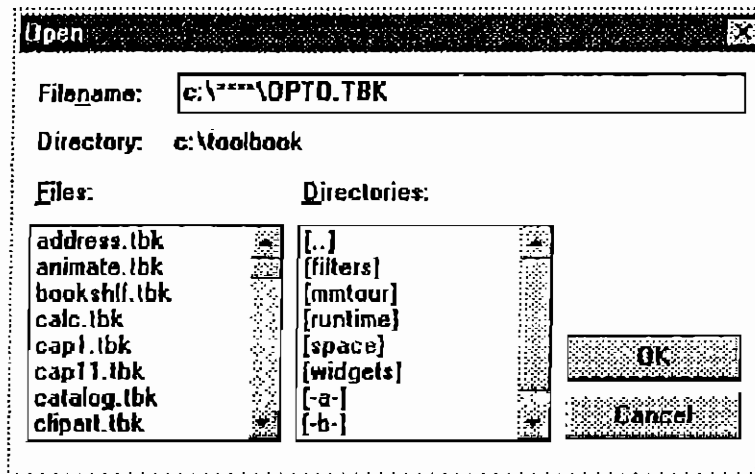 Open
Filename: c:\****\OPTO.TBK
Directory: c:\toolbook
Files: Directories:
address.tbk [..]
animate.tbk [filters]
bookshlf.tbk [mmtour]
calc.tbk [runtime]
cap1.tbk [space]
cap11.tbk [widgets]
catalog.tbk [-a-]
clipart.tbk [-b-]
OK
Cancel